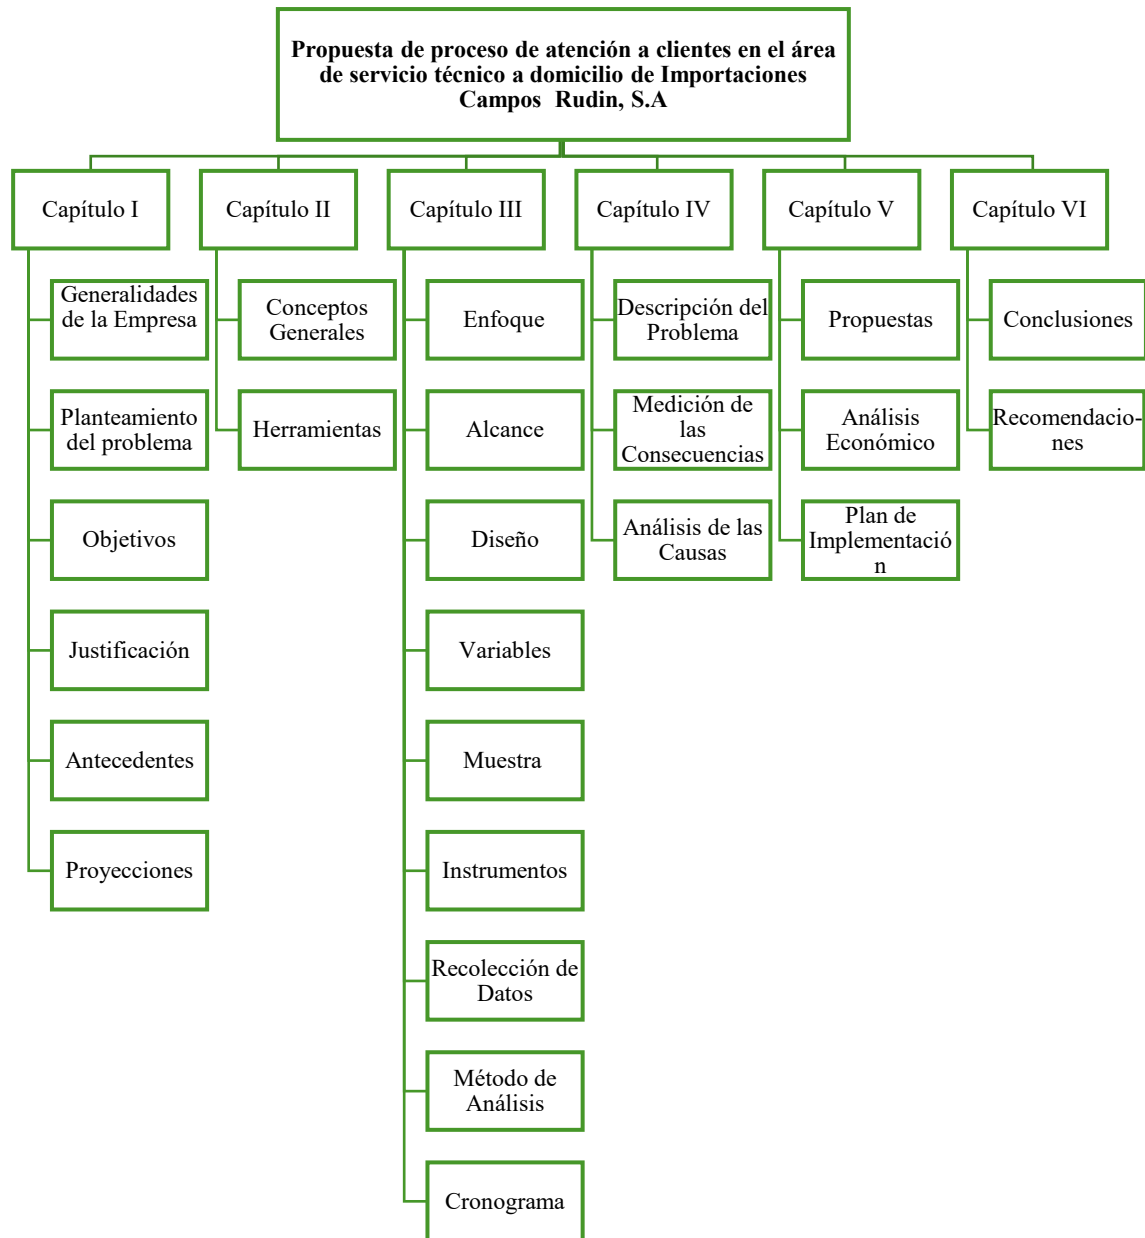 Propuesta de proceso de atención a clientes en el área
de servicio técnico a domicilio de Importaciones
Campos Rudin, S.A
Capítulo I
Generalidades
de la Empresa
Planteamiento
del problema
Objetivos
Justificación
Antecedentes
Proyecciones
Capítulo II
Conceptos
Generales
Herramientas
Capítulo III
Enfoque
Alcance
Diseño
Variables
Muestra
Instrumentos
Recolección de
Datos
Método de
Análisis
Cronograma
Capítulo IV
Descripción del
Problema
Medición de
las
Consecuencias
Análisis de las
Causas
Capítulo V
Propuestas
Análisis
Económico
Plan de
Implementació
n
Capítulo VI
Conclusiones
Recomendacio-
nes